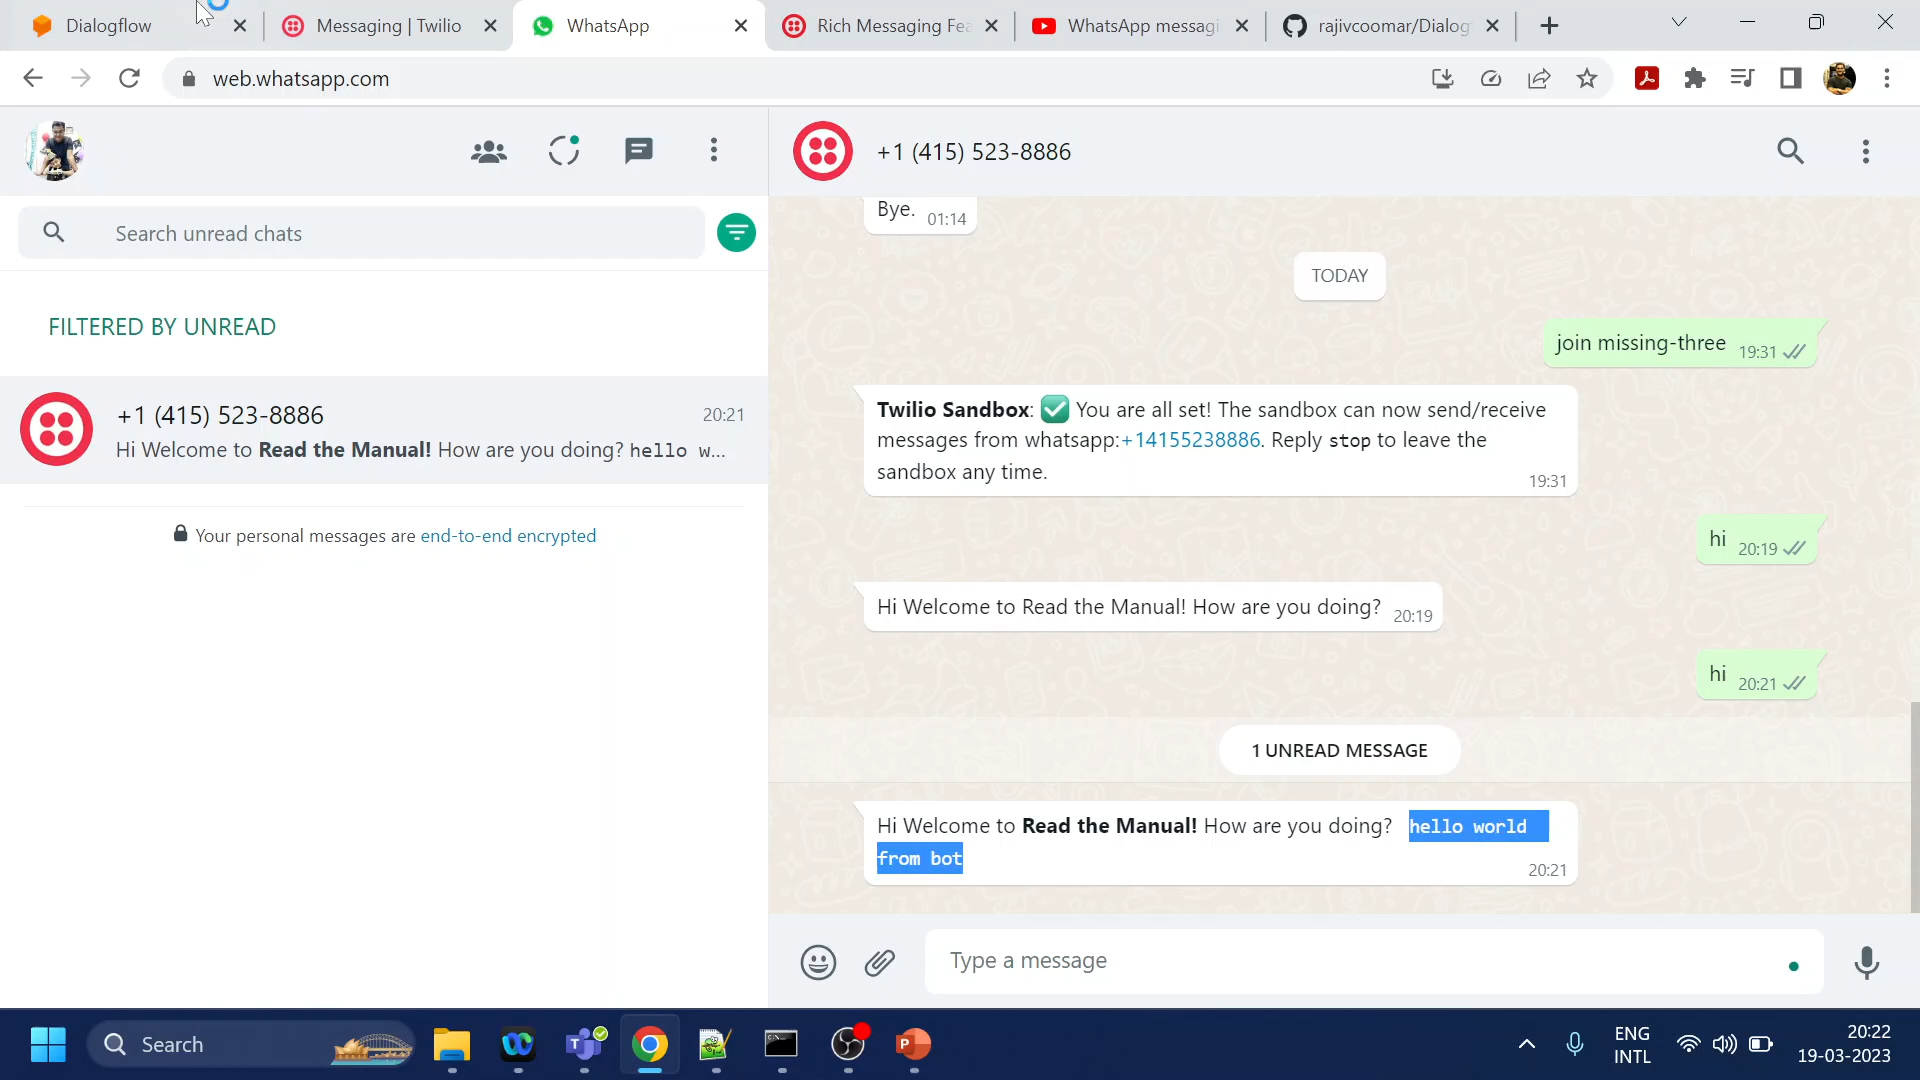 Dialogflow
Messaging | Twilio
WhatsApp
Rich Messaging Fea
WhatsApp messagi
rajivcoomar/Dialog
web.whatsapp.com
+1 (415) 523-8886
Search unread chats
FILTERED BY UNREAD
+1 (415) 523-8886
20:21
Hi Welcome to Read the Manual! How are you doing? hello w...
Your personal messages are end-to-end encrypted
Bye. 01:14
TODAY
join missing-three 19:31
Twilio Sandbox: ✅ You are all set! The sandbox can now send/receive
messages from whatsapp:+14155238886. Reply stop to leave the
sandbox any time.
19:31
hi 20:19
Hi Welcome to Read the Manual! How are you doing? 20:19
hi 20:21
1 UNREAD MESSAGE
Hi Welcome to Read the Manual! How are you doing? hello world
from bot
20:21
Type a message
Search
ENG
INTL
20:22
19-03-2023